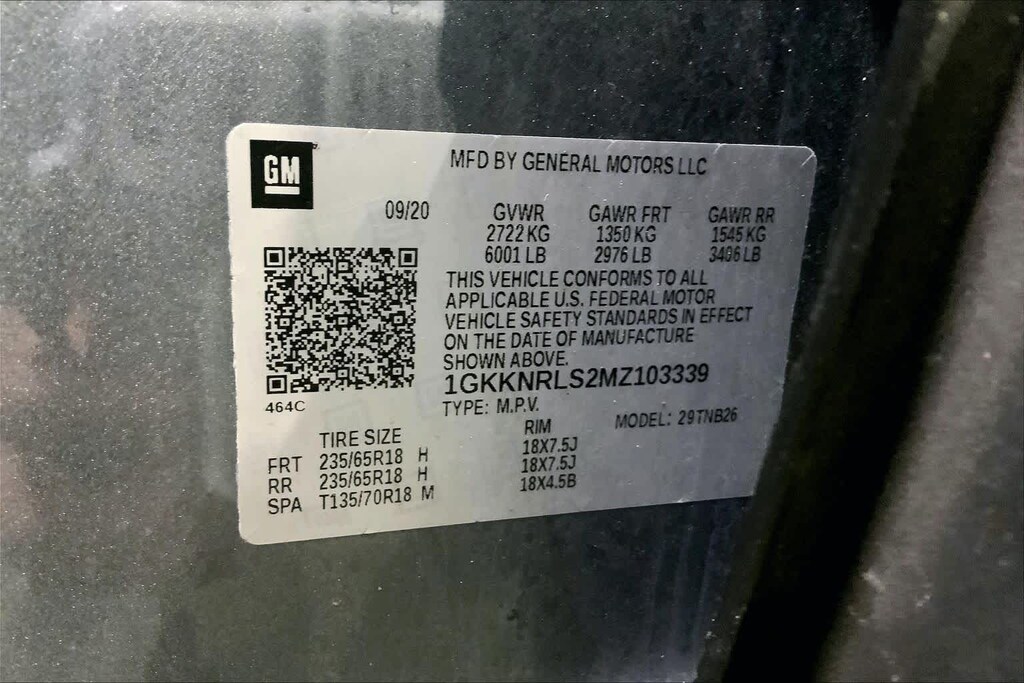 GM
MFD BY GENERAL MOTORS LLC
09/20 GVWR GAWR FRT GAWR RR
2722 KG 1350 KG 1545 KG
6001 LB 2976 LB 3406 LB
THIS VEHICLE CONFORMS TO ALL
APPLICABLE U.S. FEDERAL MOTOR
VEHICLE SAFETY STANDARDS IN EFFECT
ON THE DATE OF MANUFACTURE
SHOWN ABOVE.
1GKKNRLS2MZ103339
464C
TYPE: M.P.V. MODEL: 29TNB26
TIRE SIZE RIM
FRT 235/65R18 H 18X7.5J
RR 235/65R18 H 18X7.5J
SPA T135/70R18 M 18X4.5B